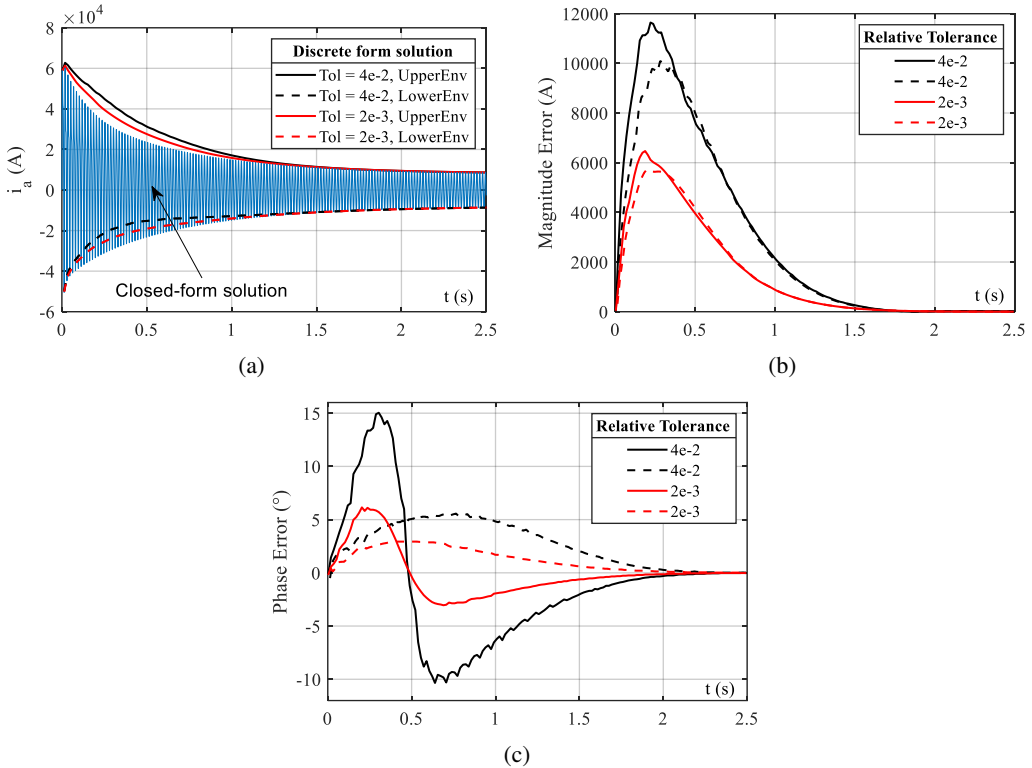 ×10⁴
8
6
4
2
0
-2
-4
-6
i_a (A)
Discrete form solution
Tol = 4e-2, UpperEnv
Tol = 4e-2, LowerEnv
Tol = 2e-3, UpperEnv
Tol = 2e-3, LowerEnv
Closed-form solution
t (s)
0 0.5 1 1.5 2 2.5
(a)
12000
10000
8000
6000
4000
2000
0
Magnitude Error (A)
Relative Tolerance
4e-2
4e-2
2e-3
2e-3
t (s)
0 0.5 1 1.5 2 2.5
(b)
15
10
5
0
-5
-10
Phase Error (°)
Relative Tolerance
4e-2
4e-2
2e-3
2e-3
t (s)
0 0.5 1 1.5 2 2.5
(c)